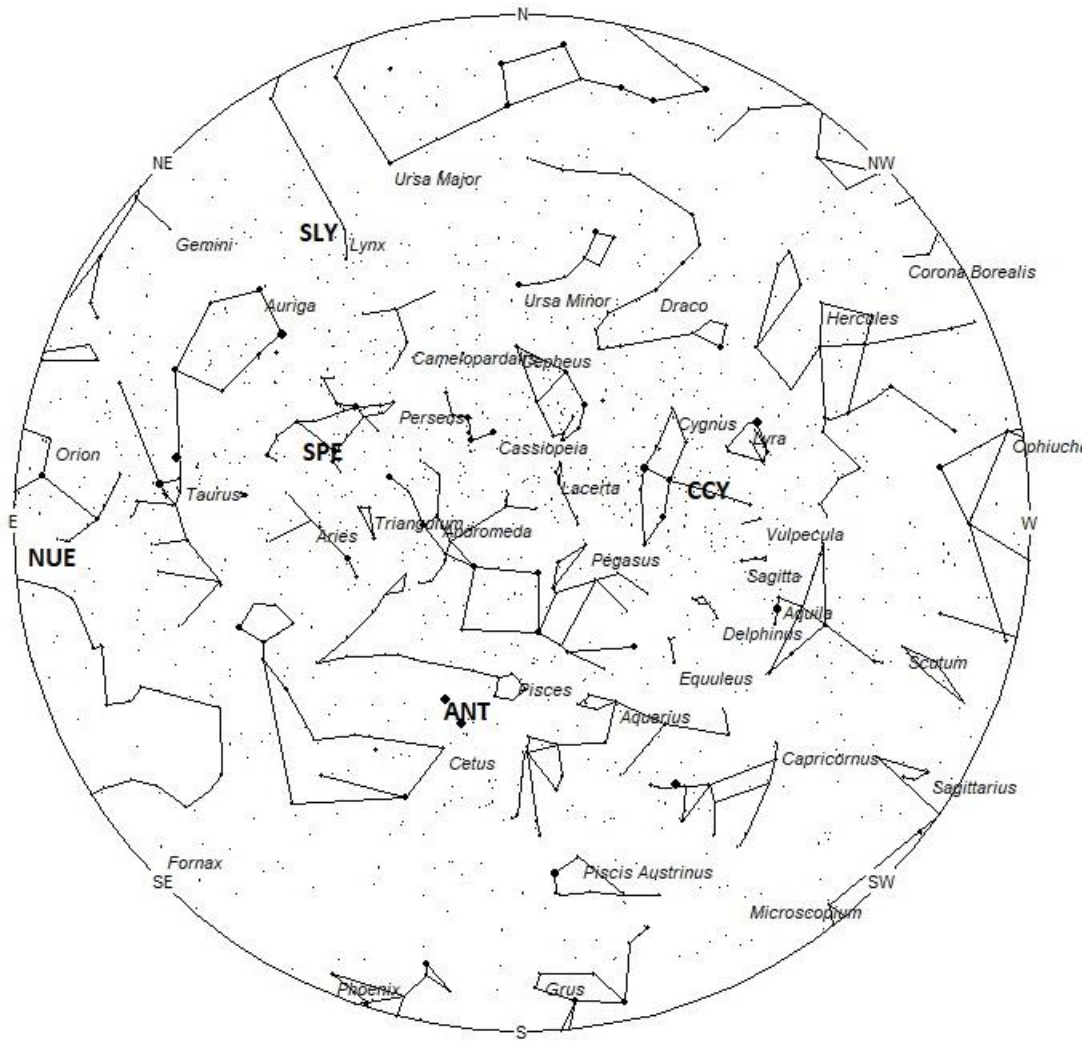 N
NE
NW
Ursa Major
SLY
Lynx
Gemini
Corona Borealis
Auriga
Ursa Minor
Draco
Hercules
Camelopardalis
Cepheus
Perseus
Cygnus
Lyra
SPE
Cassiopeia
Orion
Ophiuchu
Taurus
Lacerta
CCY
E
Aries
Triangulum
Andromeda
Vulpecula
W
NUE
Pegasus
Sagitta
Aquila
Delphinus
Scutum
Equuleus
Pisces
ANT
Aquarius
Cetus
Capricornus
Sagittarius
Fornax
Piscis Austrinus
SE
SW
Microscopium
Phoenix
Grus
S